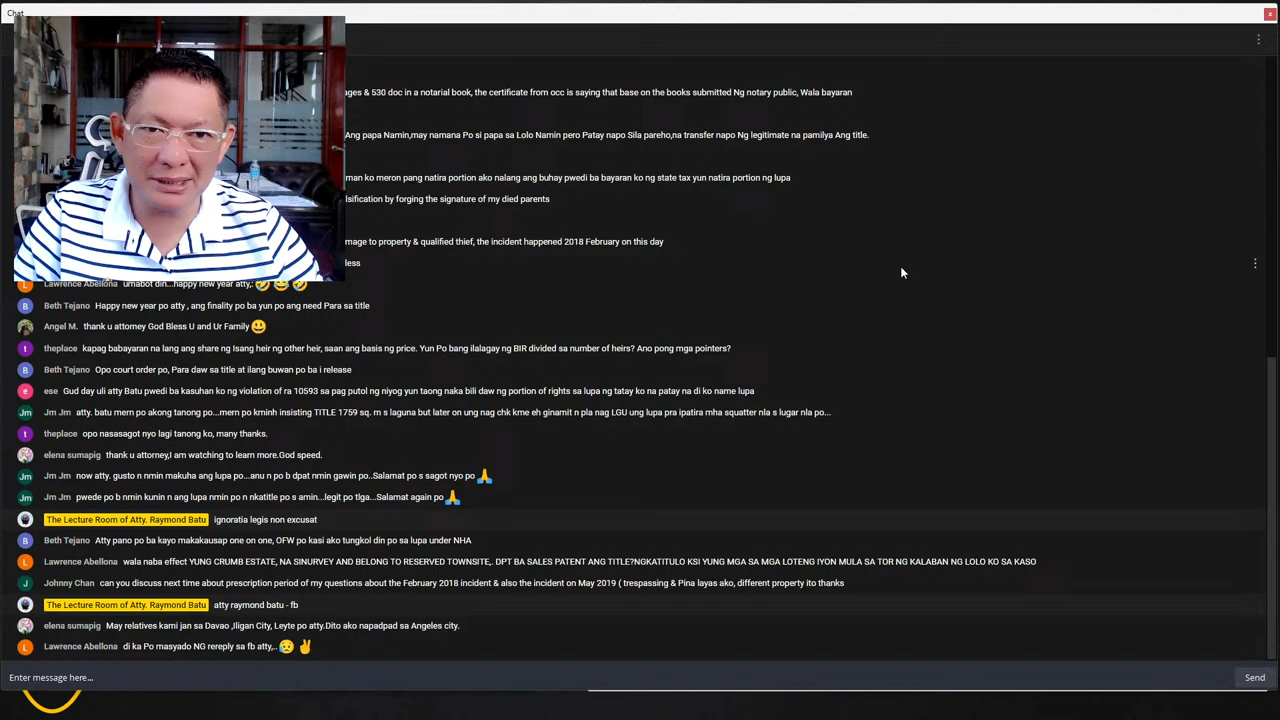 Chat
ages & 530 doc in a notarial book, the certificate from occ is saying that base on the books submitted Ng notary public, Wala bayaran
Ang papa Namin,may namana Po si papa sa Lolo Namin pero Patay napo Sila pareho,na transfer napo Ng legitimate na pamilya Ang title.
man ko meron pang natira portion ako nalang ang buhay pwedi ba bayaran ko ng state tax yun natira portion ng lupa
lsification by forging the signature of my died parents
mage to property & qualified thief, the incident happened 2018 February on this day
less
Lawrence Abellona umabot din...happy new year atty,.
Beth Tejano Happy new year po atty , ang finality po ba yun po ang need Para sa title
Angel M. thank u attorney God Bless U and Ur Family
theplace kapag babayaran na lang ang share ng Isang heir ng other heir, saan ang basis ng price. Yun Po bang ilalagay ng BIR divided sa number of heirs? Ano pong mga pointers?
Beth Tejano Opo court order po, Para daw sa title at ilang buwan po ba i release
ese Gud day uli atty Batu pwedi ba kasuhan ko ng violation of ra 10593 sa pag putol ng niyog yun taong naka bili daw ng portion of rights sa lupa ng tatay ko na patay na di ko name lupa
Jm Jm atty. batu mern po akong tanong po...mern po kminh insisting TITLE 1759 sq. m s laguna but later on ung nag chk kme eh ginamit n pla nag LGU ung lupa pra ipatira mha squatter nla s lugar nla po...
theplace opo nasasagot nyo lagi tanong ko, many thanks.
elena sumapig thank u attorney,I am watching to learn more.God speed.
Jm Jm now atty. gusto n nmin makuha ang lupa po...anu n po b dpat nmin gawin po..Salamat po s sagot nyo po
Jm Jm pwede po b nmin kunin n ang lupa nmin po n nkatitle po s amin...legit po tlga...Salamat again po
The Lecture Room of Atty. Raymond Batu ignoratia legis non excusat
Beth Tejano Atty pano po ba kayo makakausap one on one, OFW po kasi ako tungkol din po sa lupa under NHA
Lawrence Abellona wala naba effect YUNG CRUMB ESTATE, NA SINURVEY AND BELONG TO RESERVED TOWNSITE,. DPT BA SALES PATENT ANG TITLE?NGKATITULO KSI YUNG MGA SA MGA LOTENG IYON MULA SA TOR NG KALABAN NG LOLO KO SA KASO
Johnny Chan can you discuss next time about prescription period of my questions about the February 2018 incident & also the incident on May 2019 ( trespassing & Pina layas ako, different property ito thanks
The Lecture Room of Atty. Raymond Batu atty raymond batu - fb
elena sumapig May relatives kami jan sa Davao ,Iligan City, Leyte po atty.Dito ako napadpad sa Angeles city.
Lawrence Abellona di ka Po masyado NG rereply sa fb atty,..
Enter message here...
Send